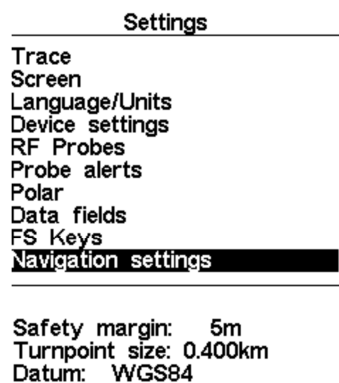 Settings
Trace
Screen
Language/Units
Device settings
RF Probes
Probe alerts
Polar
Data fields
FS Keys
Navigation settings
Safety margin: 5m
Turnpoint size: 0.400km
Datum: WGS84